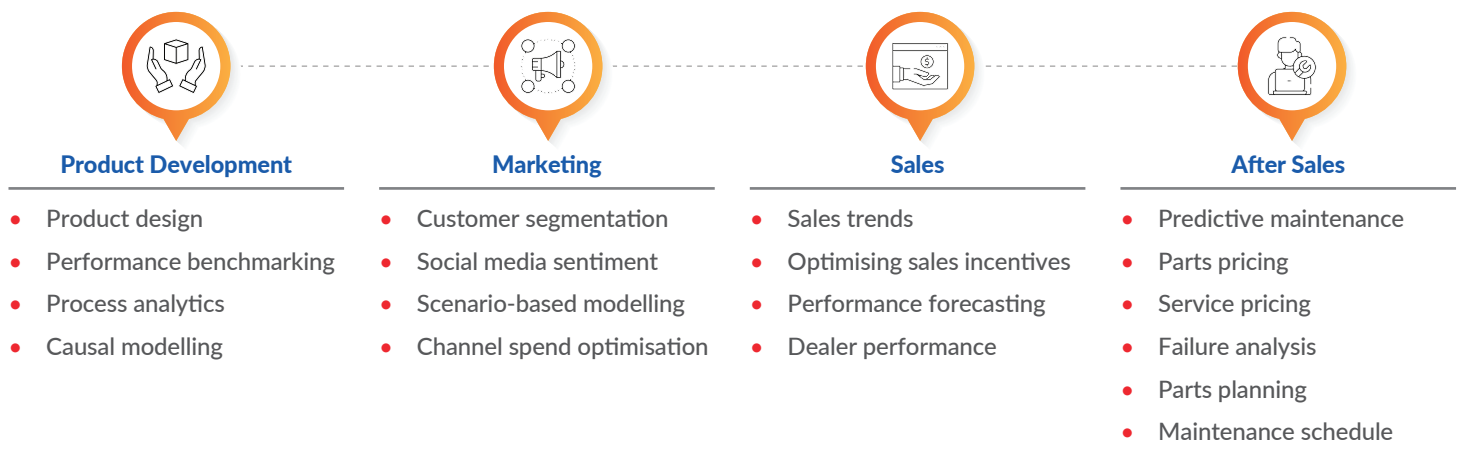 Product Development
Product design
Performance benchmarking
Process analytics
Causal modelling
Marketing
Customer segmentation
Social media sentiment
Scenario-based modelling
Channel spend optimisation
$
Sales
Sales trends
Optimising sales incentives
Performance forecasting
Dealer performance
After Sales
Predictive maintenance
Parts pricing
Service pricing
Failure analysis
Parts planning
Maintenance schedule